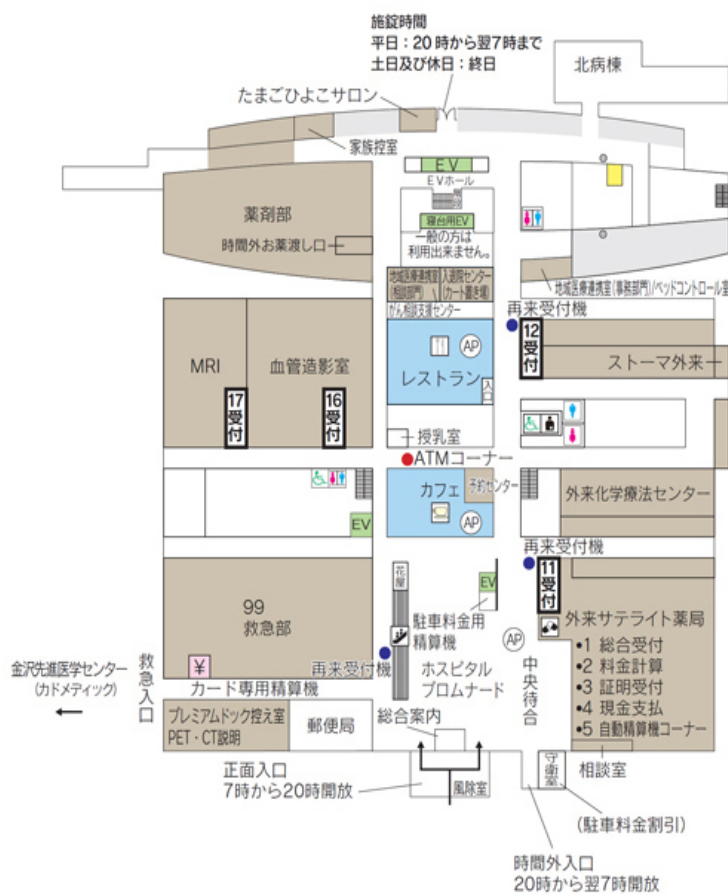 施錠時間
平日：20時から翌7時まで
土日及び休日：終日
北病棟
たまごひよこサロン
家族控室
EV
EVホール
階段
寝台用EV
一般の方は
利用出来ません。
薬剤部
時間外お薬渡し口
地域医療連携室
(相談部門)
入退院センター
(カート置き場)
がん相談支援センター
地域医療連携室(事務部門)/ベッドコントロール室
再来受付機
12
受付
ストーマ外来
MRI
血管造影室
17
受付
16
受付
AP
レストラン
入口
授乳室
ATMコーナー
カフェ
予約センター
AP
外来化学療法センター
EV
再来受付機
11
受付
99
救急部
花屋
EV
駐車料金用
精算機
AP
外来サテライト薬局
•1 総合受付
•2 料金計算
•3 証明受付
•4 現金支払
•5 自動精算機コーナー
金沢先進医学センター
(カドメディック)
救急入口
¥
カード専用精算機
再来受付機
ホスピタル
プロムナード
中央待合
プレミアムドック控え室
PET・CT説明
郵便局
総合案内
相談室
正面入口
7時から20時開放
風除室
守衛室
(駐車料金割引)
時間外入口
20時から翌7時開放